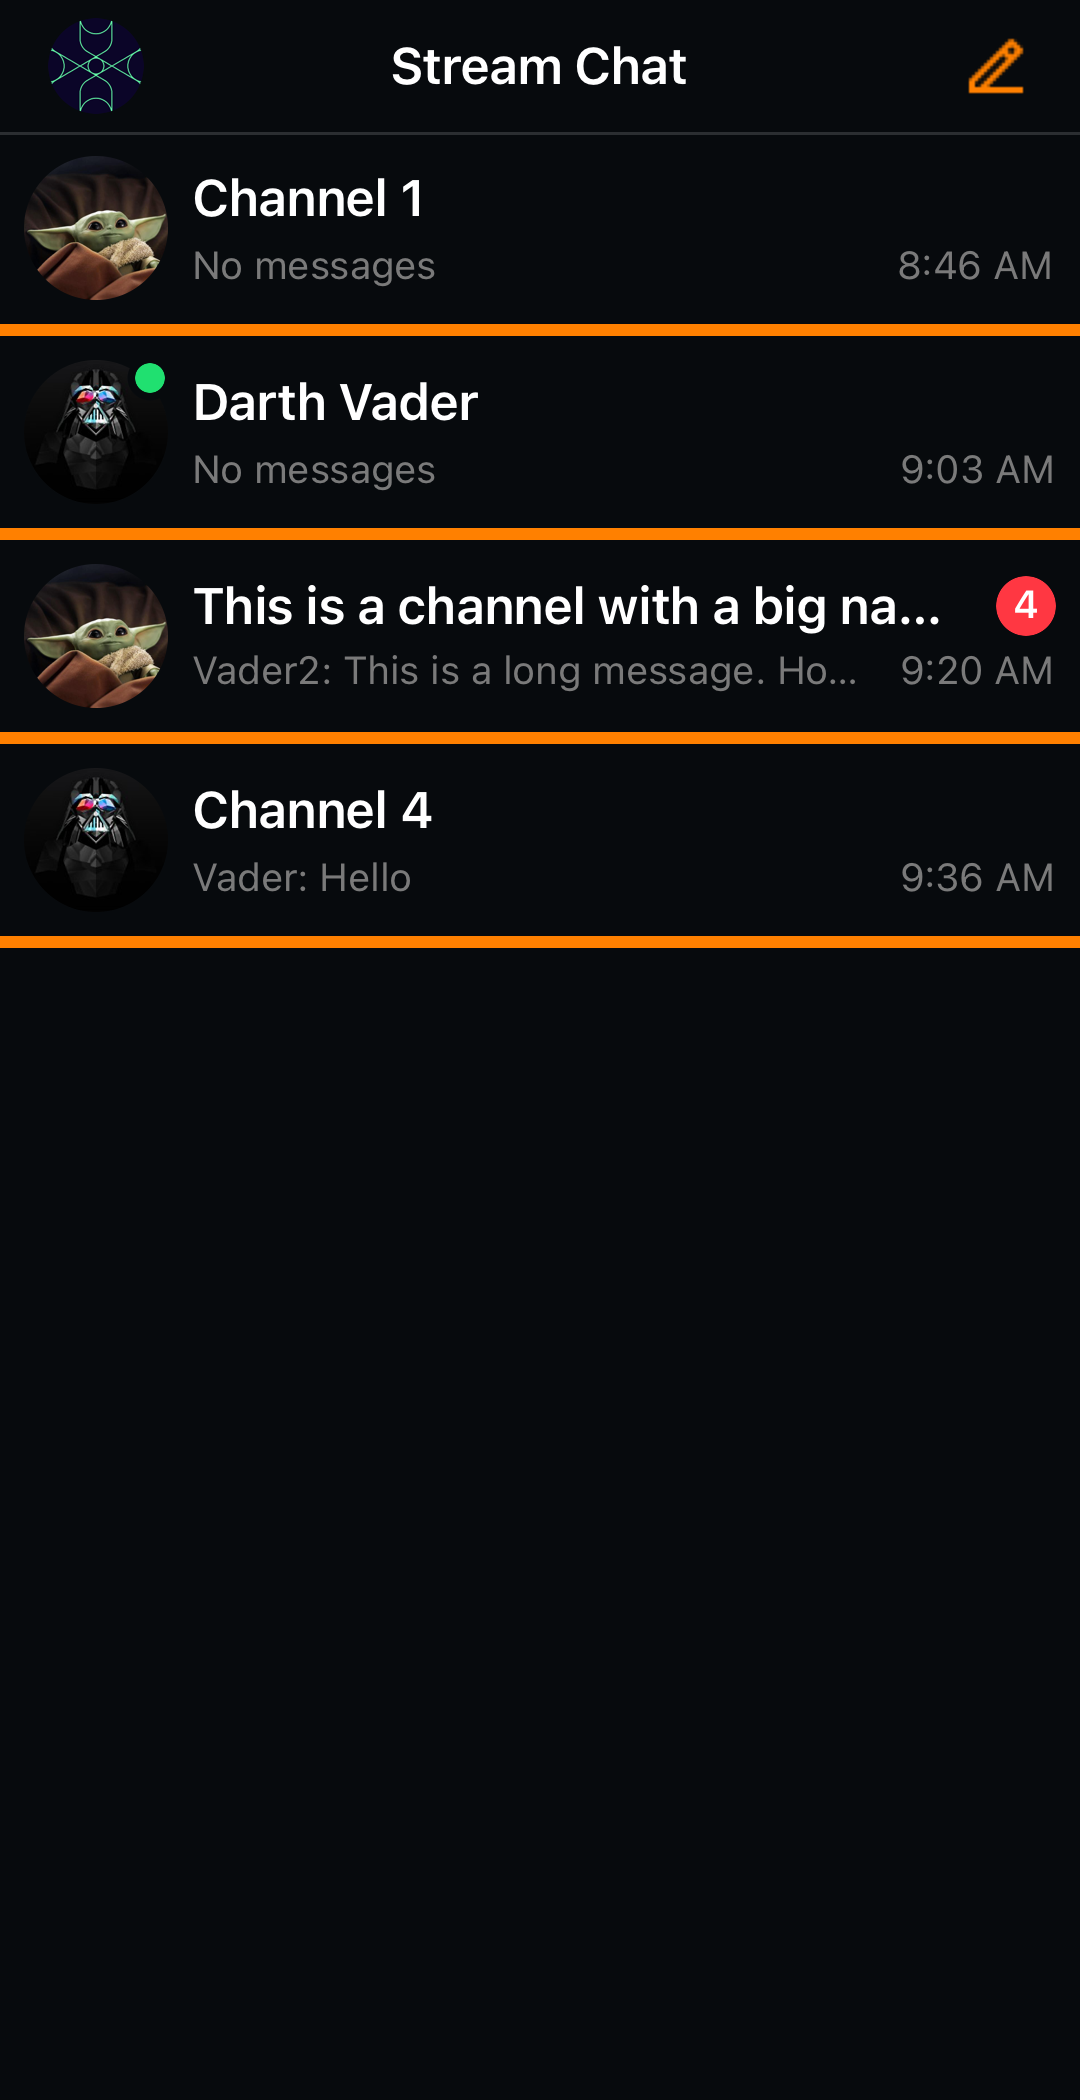 Stream Chat
Channel 1
No messages 8:46 AM
Darth Vader
No messages 9:03 AM
This is a channel with a big na... 4
Vader2: This is a long message. Ho... 9:20 AM
Channel 4
Vader: Hello 9:36 AM